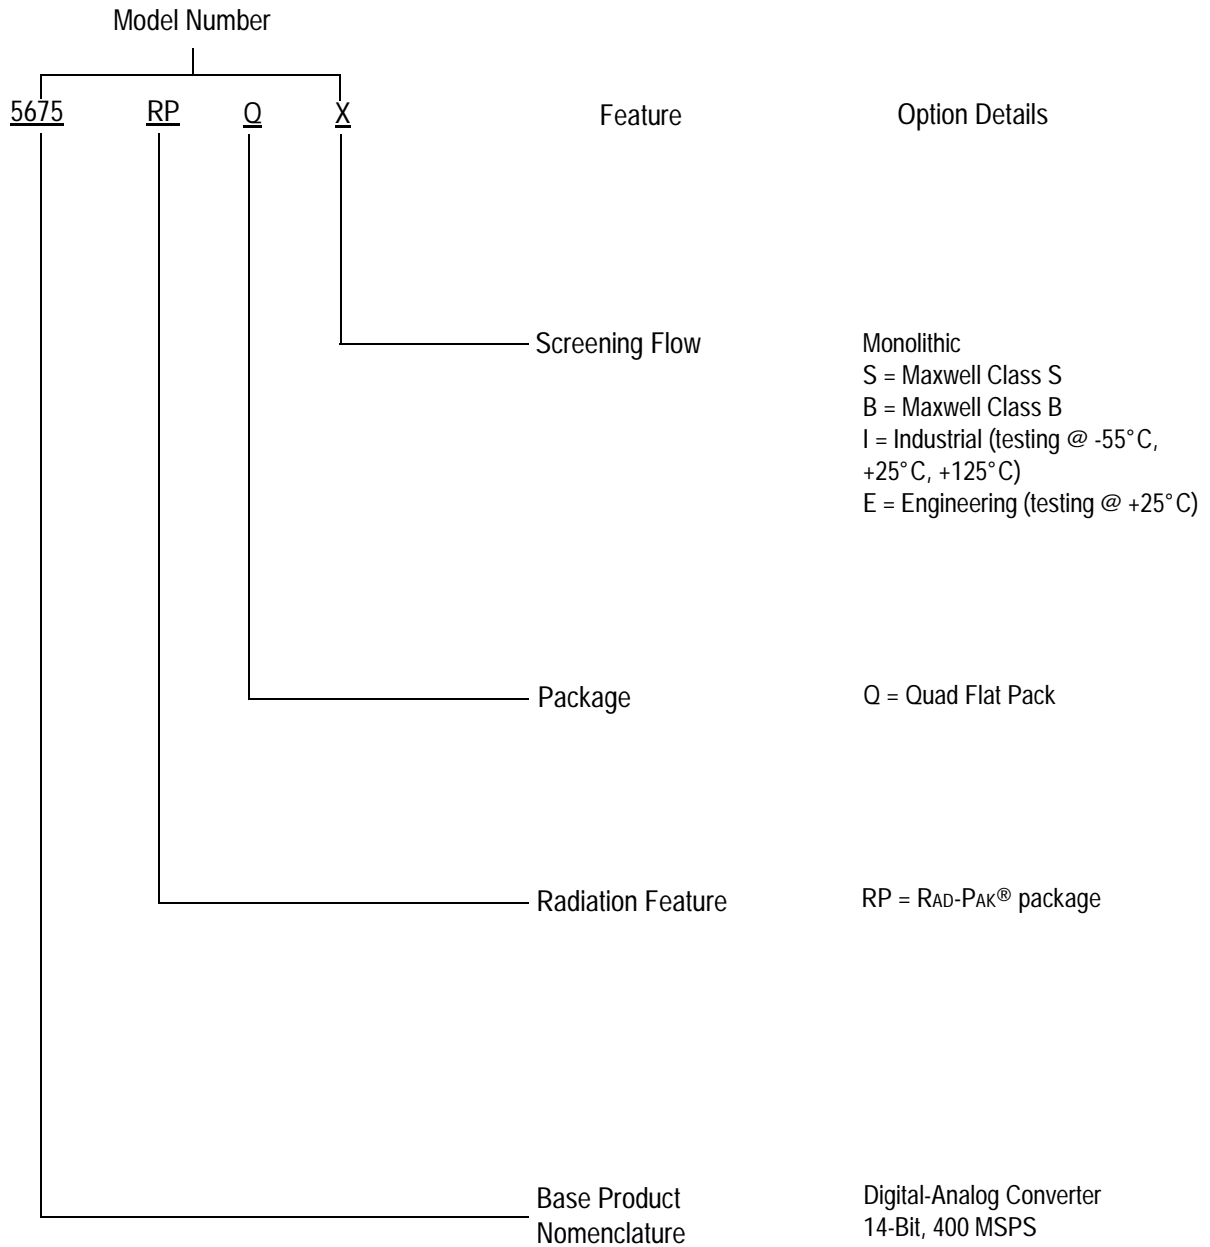 Model Number
5675 RP Q X Feature Option Details
Screening Flow
Monolithic
S = Maxwell Class S
B = Maxwell Class B
I = Industrial (testing @ -55°C,
+25°C, +125°C)
E = Engineering (testing @ +25°C)
Package
Q = Quad Flat Pack
Radiation Feature
RP = RAD-PAK® package
Base Product
Nomenclature
Digital-Analog Converter
14-Bit, 400 MSPS